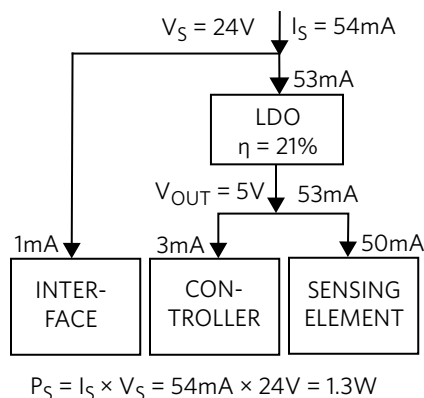 V_S = 24V I_S = 54mA
53mA
LDO
η = 21%
V_OUT = 5V 53mA
1mA 3mA 50mA
INTER- CON- SENSING
FACE TROLLER ELEMENT
P_S = I_S × V_S = 54mA × 24V = 1.3W